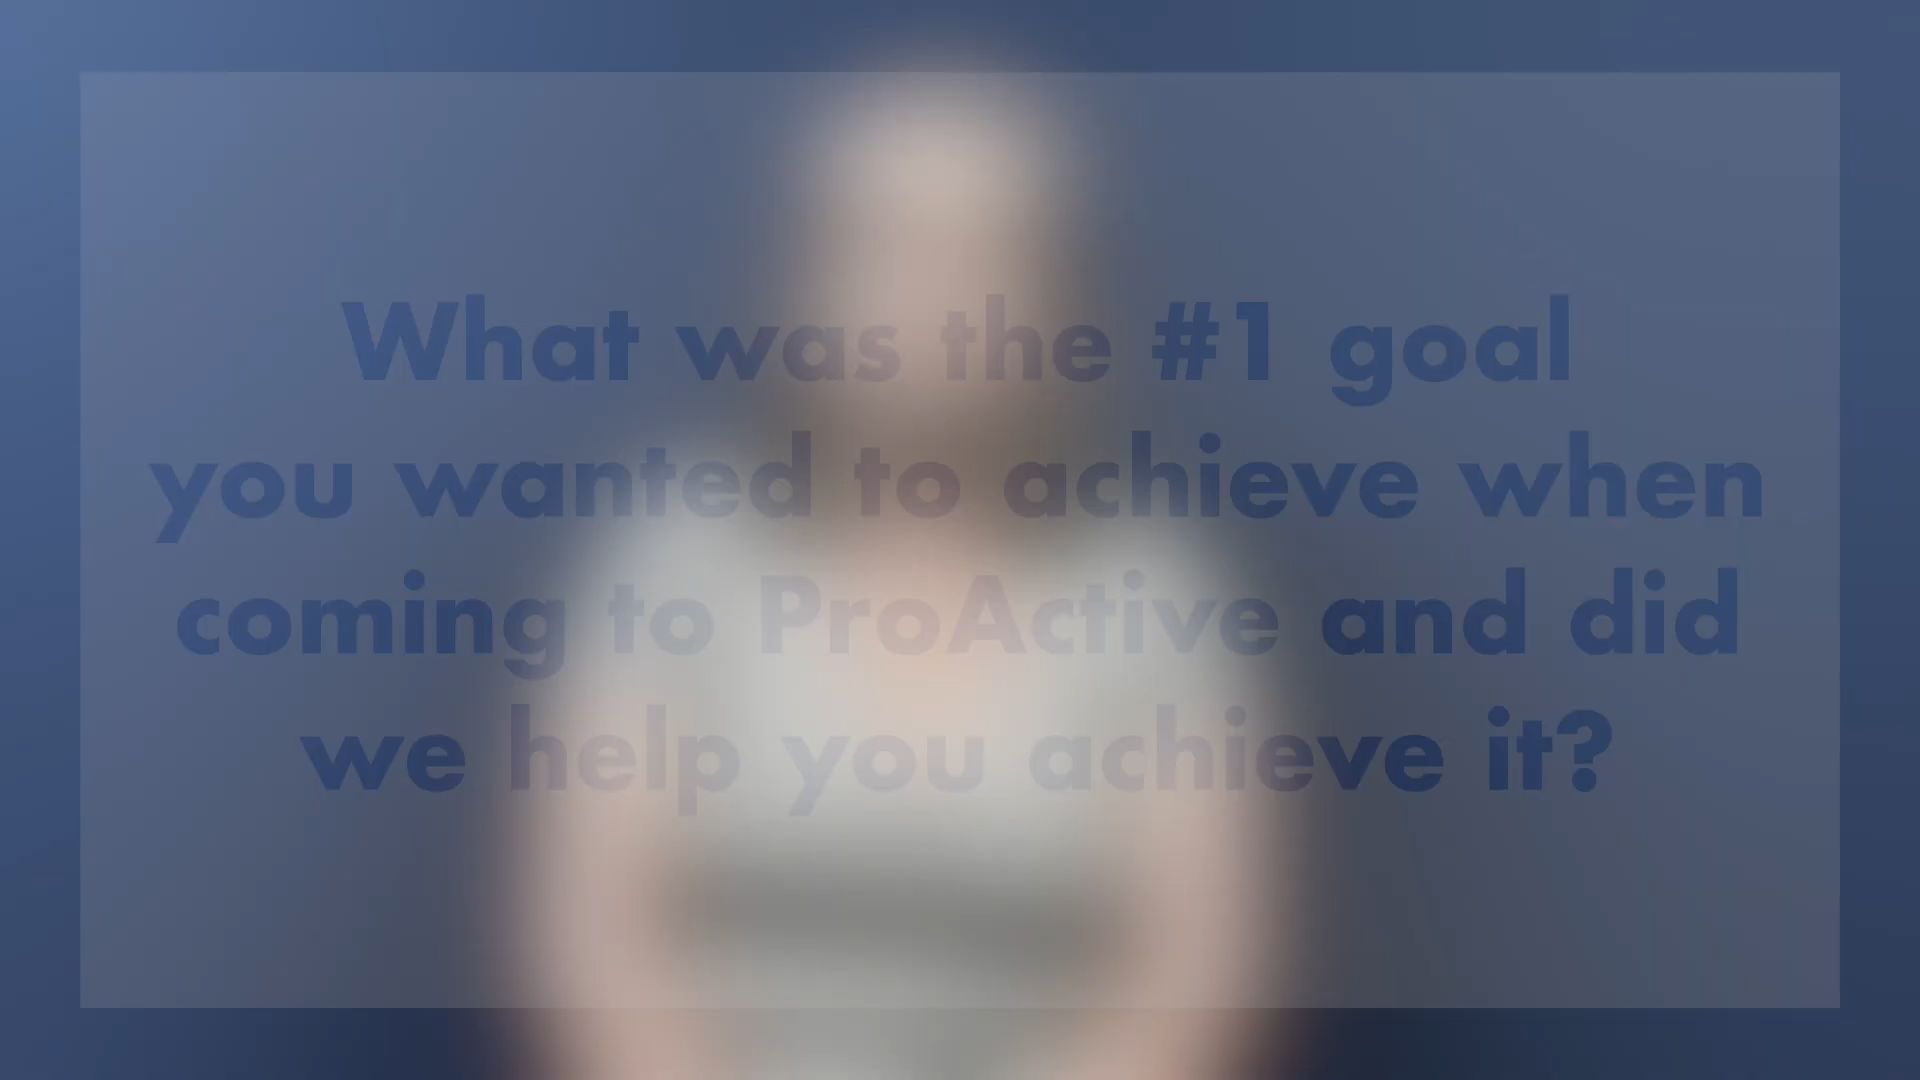 What was the #1 goal
you wanted to achieve when
coming to ProActive and did
we help you achieve it?